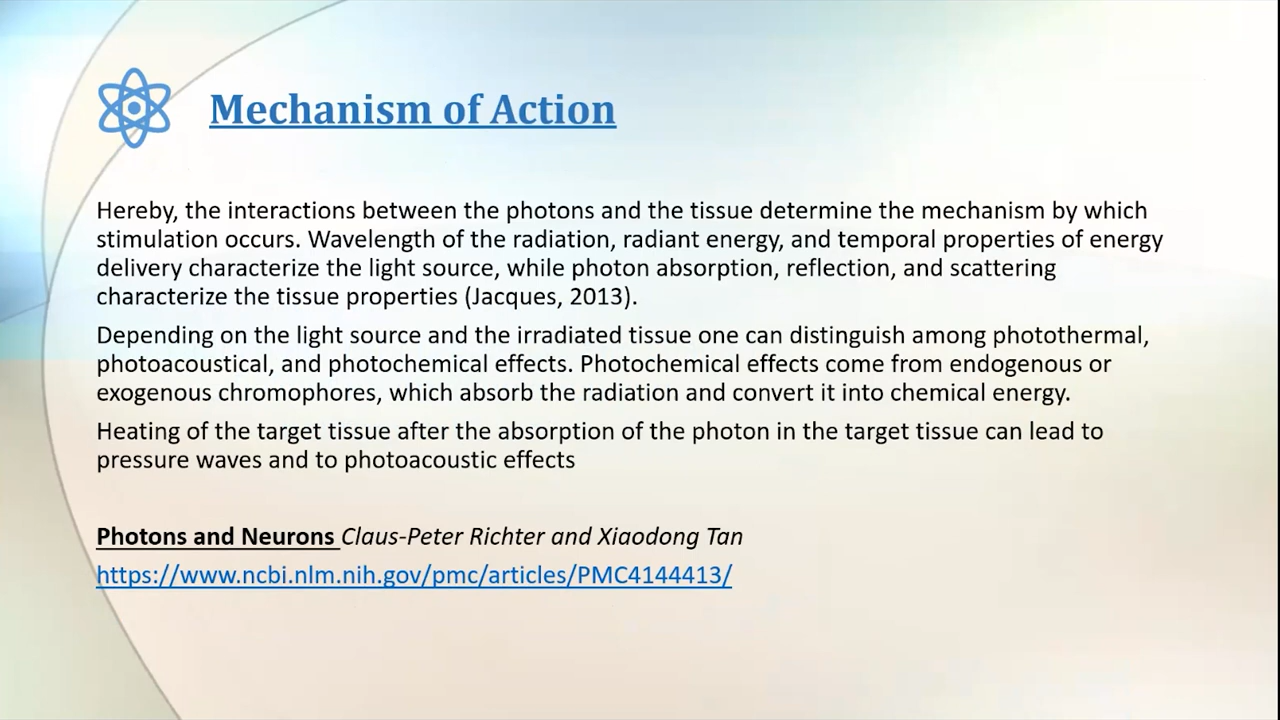 Mechanism of Action
Hereby, the interactions between the photons and the tissue determine the mechanism by which
stimulation occurs. Wavelength of the radiation, radiant energy, and temporal properties of energy
delivery characterize the light source, while photon absorption, reflection, and scattering
characterize the tissue properties (Jacques, 2013).
Depending on the light source and the irradiated tissue one can distinguish among photothermal,
photoacoustical, and photochemical effects. Photochemical effects come from endogenous or
exogenous chromophores, which absorb the radiation and convert it into chemical energy.
Heating of the target tissue after the absorption of the photon in the target tissue can lead to
pressure waves and to photoacoustic effects
Photons and Neurons Claus-Peter Richter and Xiaodong Tan
https://www.ncbi.nlm.nih.gov/pmc/articles/PMC4144413/